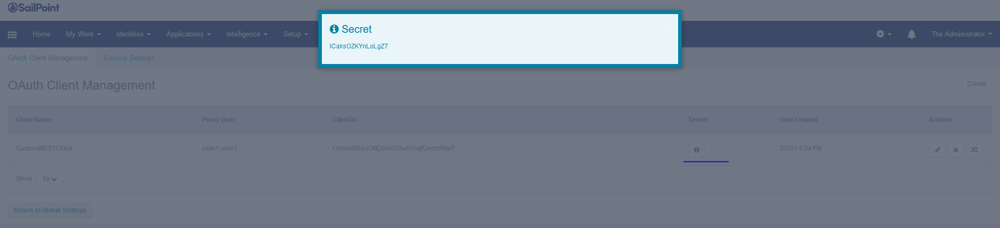 SailPoint
Secret
ICaksOZKYnLoLgZ7
Home My Work Identities Applications Intelligence Setup The Administrator
OAuth Client Management General Settings
OAuth Client Management
Create
Client Name Proxy User Client Id Secret Date Created Actions
CustomRESTClient user1 user1 2/2/21 6:04 PM
Show 10
Return to Global Settings